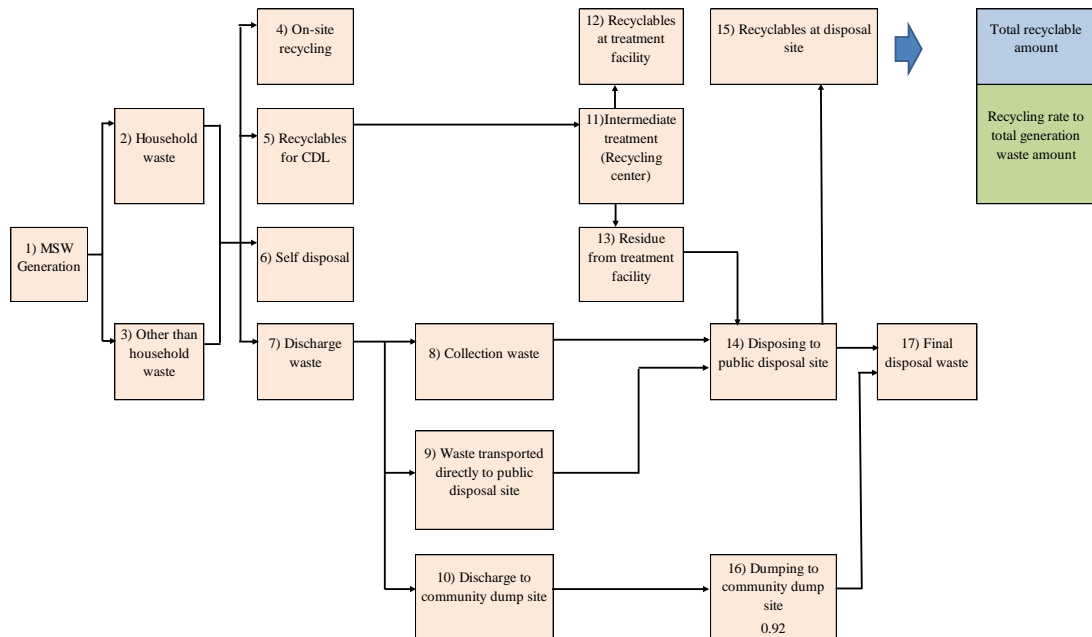 1) MSW
Generation
2) Household
waste
3) Other than
household
waste
4) On-site
recycling
5) Recyclables
for CDL
6) Self disposal
7) Discharge
waste
8) Collection waste
9) Waste transported
directly to public
disposal site
10) Discharge to
community dump site
11)Intermediate
treatment
(Recycling
center)
12) Recyclables
at treatment
facility
13) Residue
from treatment
facility
14) Disposing to
public disposal site
15) Recyclables at disposal
site
16) Dumping to
community dump
site
0.92
17) Final
disposal waste
Total recyclable
amount
Recycling rate to
total generation
waste amount